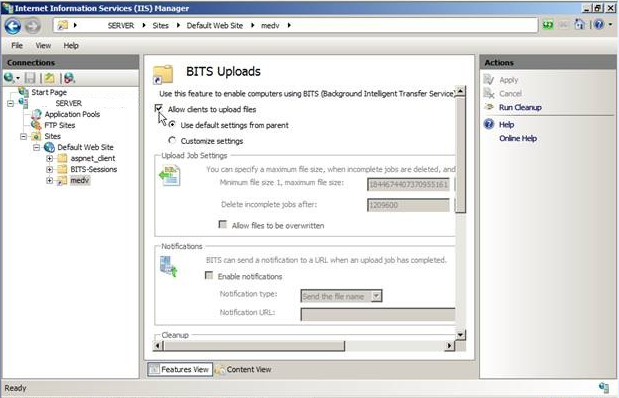 Internet Information Services (IIS) Manager
SERVER Sites Default Web Site medv
File View Help
Connections
Start Page
SERVER
Application Pools
FTP Sites
Sites
Default Web Site
aspnet_client
BITS-Sessions
medv
BITS Uploads
Use this feature to enable computers using BITS (Background Intelligent Transfer Service)
Allow clients to upload files
Use default settings from parent
Customize settings
Upload Job Settings
You can specify a maximum file size, when incomplete jobs are deleted, and
Minimum file size 1, maximum file size: 1844674407370955161
Delete incomplete jobs after: 1209600
Allow files to be overwritten
Notifications
BITS can send a notification to a URL when an upload job has completed.
Enable notifications
Notification type: Send the file name
Notification URL:
Cleanup
Features View Content View
Actions
Apply
Cancel
Run Cleanup
Help
Online Help
Ready